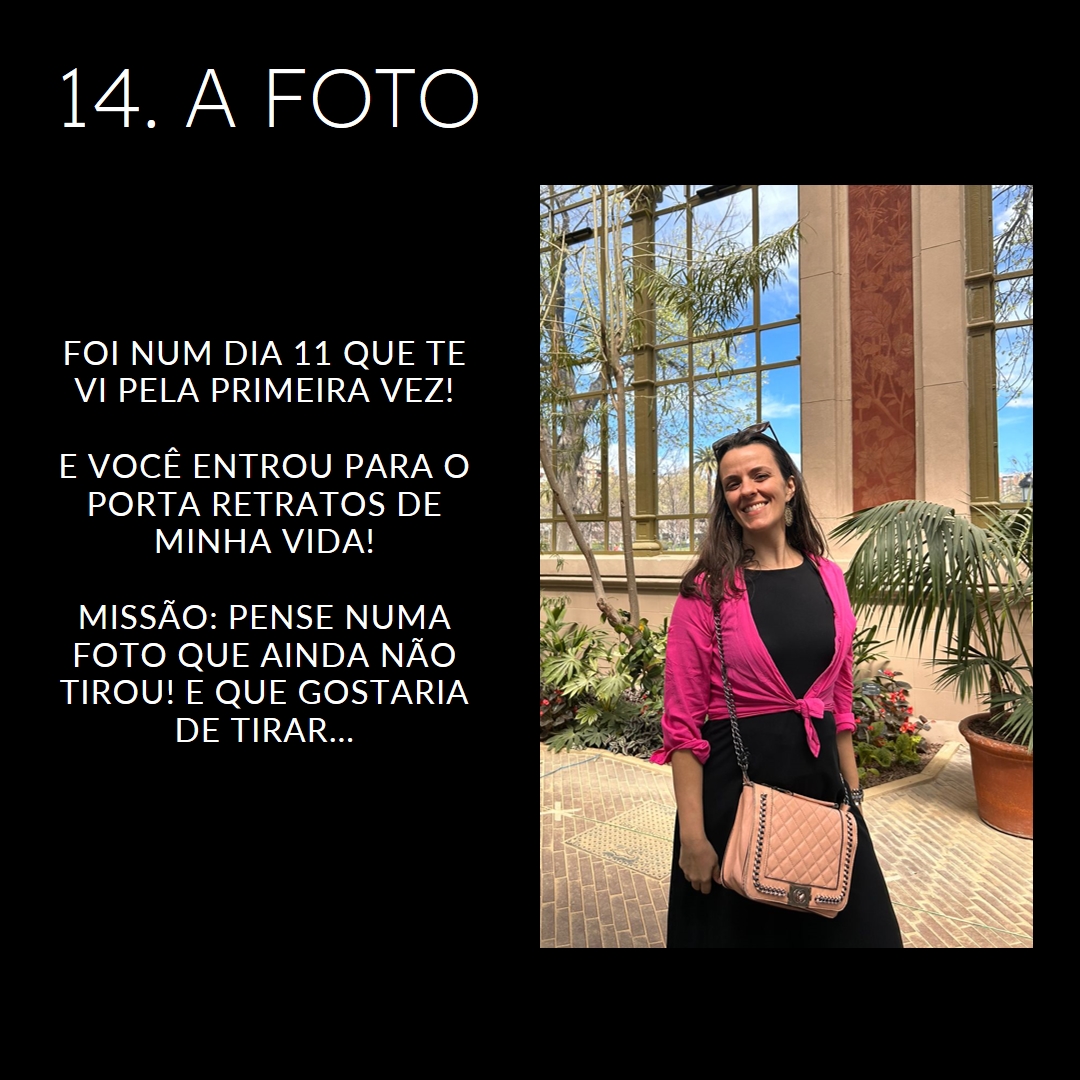 14. A FOTO
FOI NUM DIA 11 QUE TE
VI PELA PRIMEIRA VEZ!
E VOCÊ ENTROU PARA O
PORTA RETRATOS DE
MINHA VIDA!
MISSÃO: PENSE NUMA
FOTO QUE AINDA NÃO
TIROU! E QUE GOSTARIA
DE TIRAR...